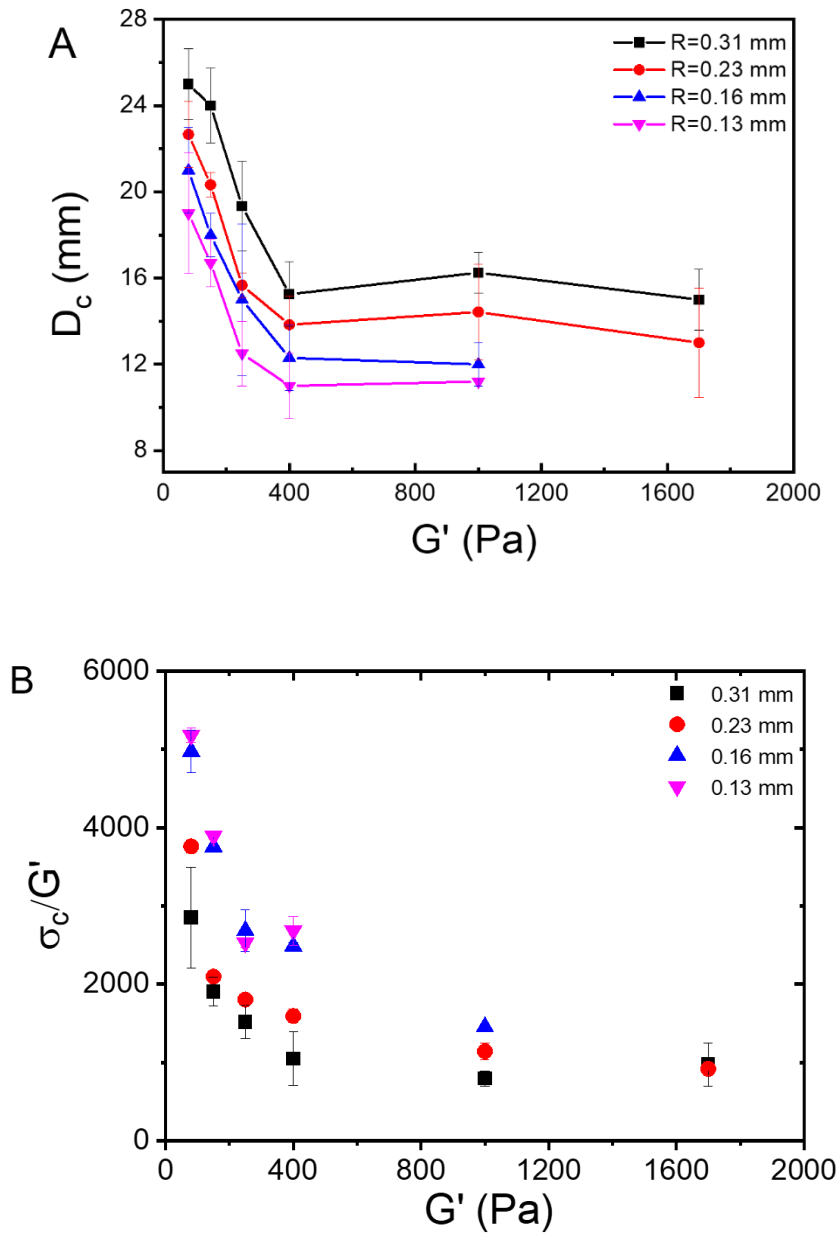 A
28
24
20
16
12
8
D_c (mm)
R=0.31 mm
R=0.23 mm
R=0.16 mm
R=0.13 mm
0 400 800 1200 1600 2000
G' (Pa)
B
6000
4000
2000
0
σ_c/G'
0.31 mm
0.23 mm
0.16 mm
0.13 mm
0 400 800 1200 1600 2000
G' (Pa)